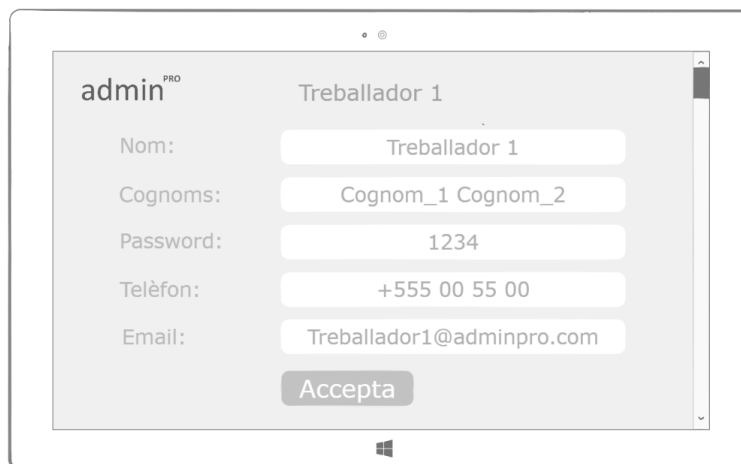 admin PRO
Treballador 1
Nom: Treballador 1
Cognoms: Cognom_1 Cognom_2
Password: 1234
Telèfon: +555 00 55 00
Email: Treballador1@adminpro.com
Accepta